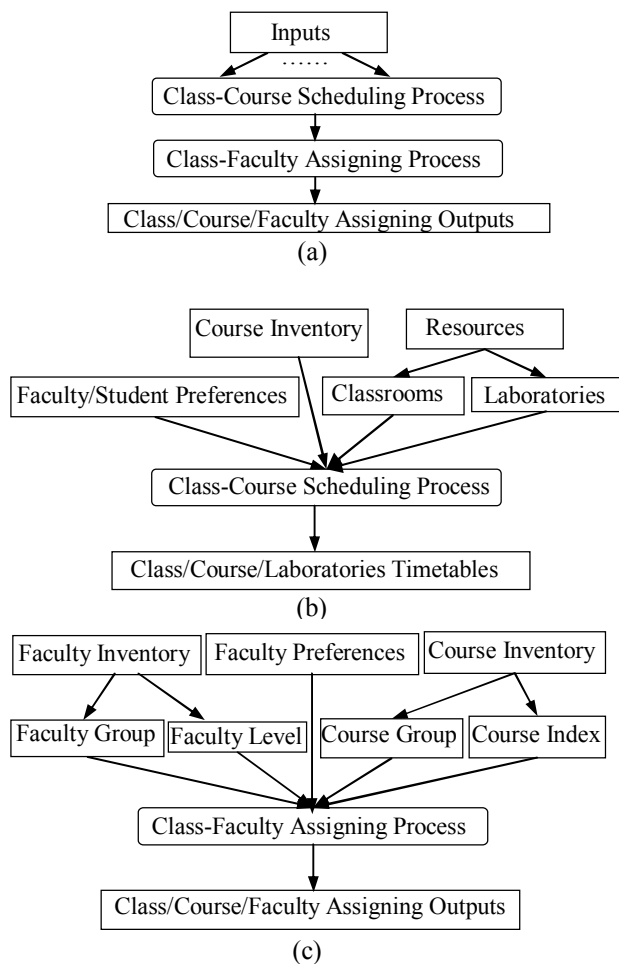 Inputs
......
Class-Course Scheduling Process
Class-Faculty Assigning Process
Class/Course/Faculty Assigning Outputs
(a)
Course Inventory
Resources
Faculty/Student Preferences
Classrooms
Laboratories
Class-Course Scheduling Process
Class/Course/Laboratories Timetables
(b)
Faculty Inventory
Faculty Preferences
Course Inventory
Faculty Group
Faculty Level
Course Group
Course Index
Class-Faculty Assigning Process
Class/Course/Faculty Assigning Outputs
(c)